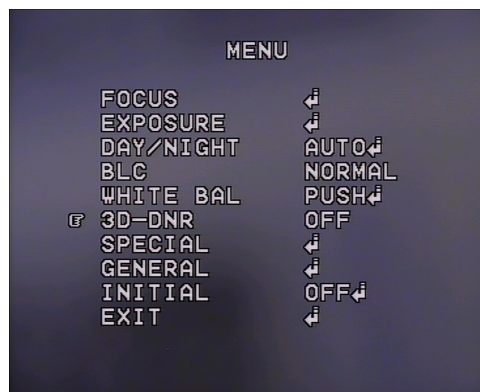 MENU
FOCUS ↲
EXPOSURE ↲
DAY/NIGHT AUTO↲
BLC NORMAL
WHITE BAL PUSH↲
☞ 3D-DNR OFF
SPECIAL ↲
GENERAL ↲
INITIAL OFF↲
EXIT ↲